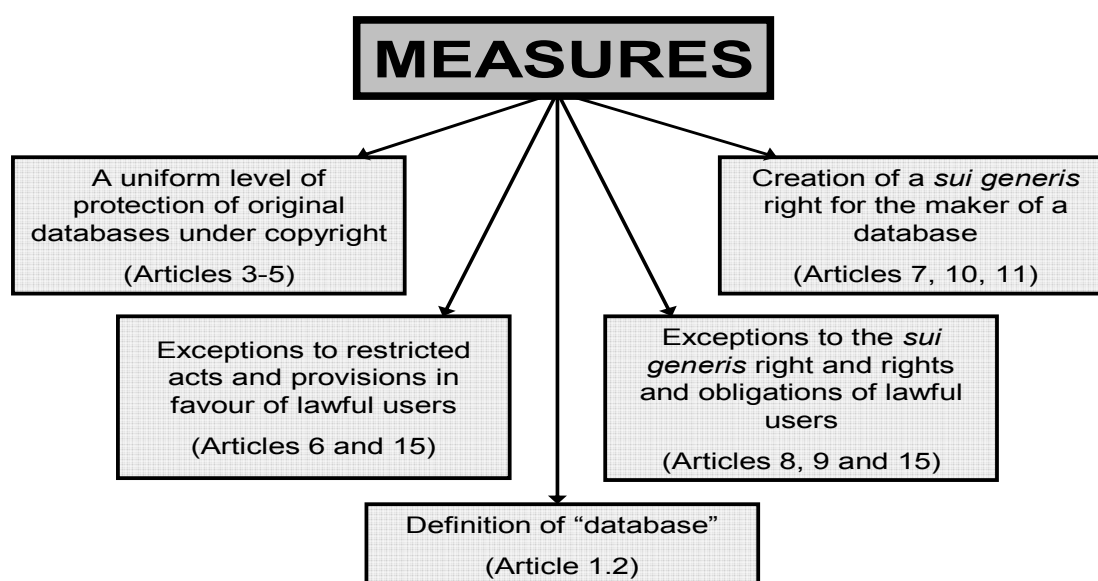 MEASURES
A uniform level of
protection of original
databases under copyright
(Articles 3-5)
Creation of a sui generis
right for the maker of a
database
(Articles 7, 10, 11)
Exceptions to restricted
acts and provisions in
favour of lawful users
(Articles 6 and 15)
Exceptions to the sui
generis right and rights
and obligations of lawful
users
(Articles 8, 9 and 15)
Definition of “database”
(Article 1.2)